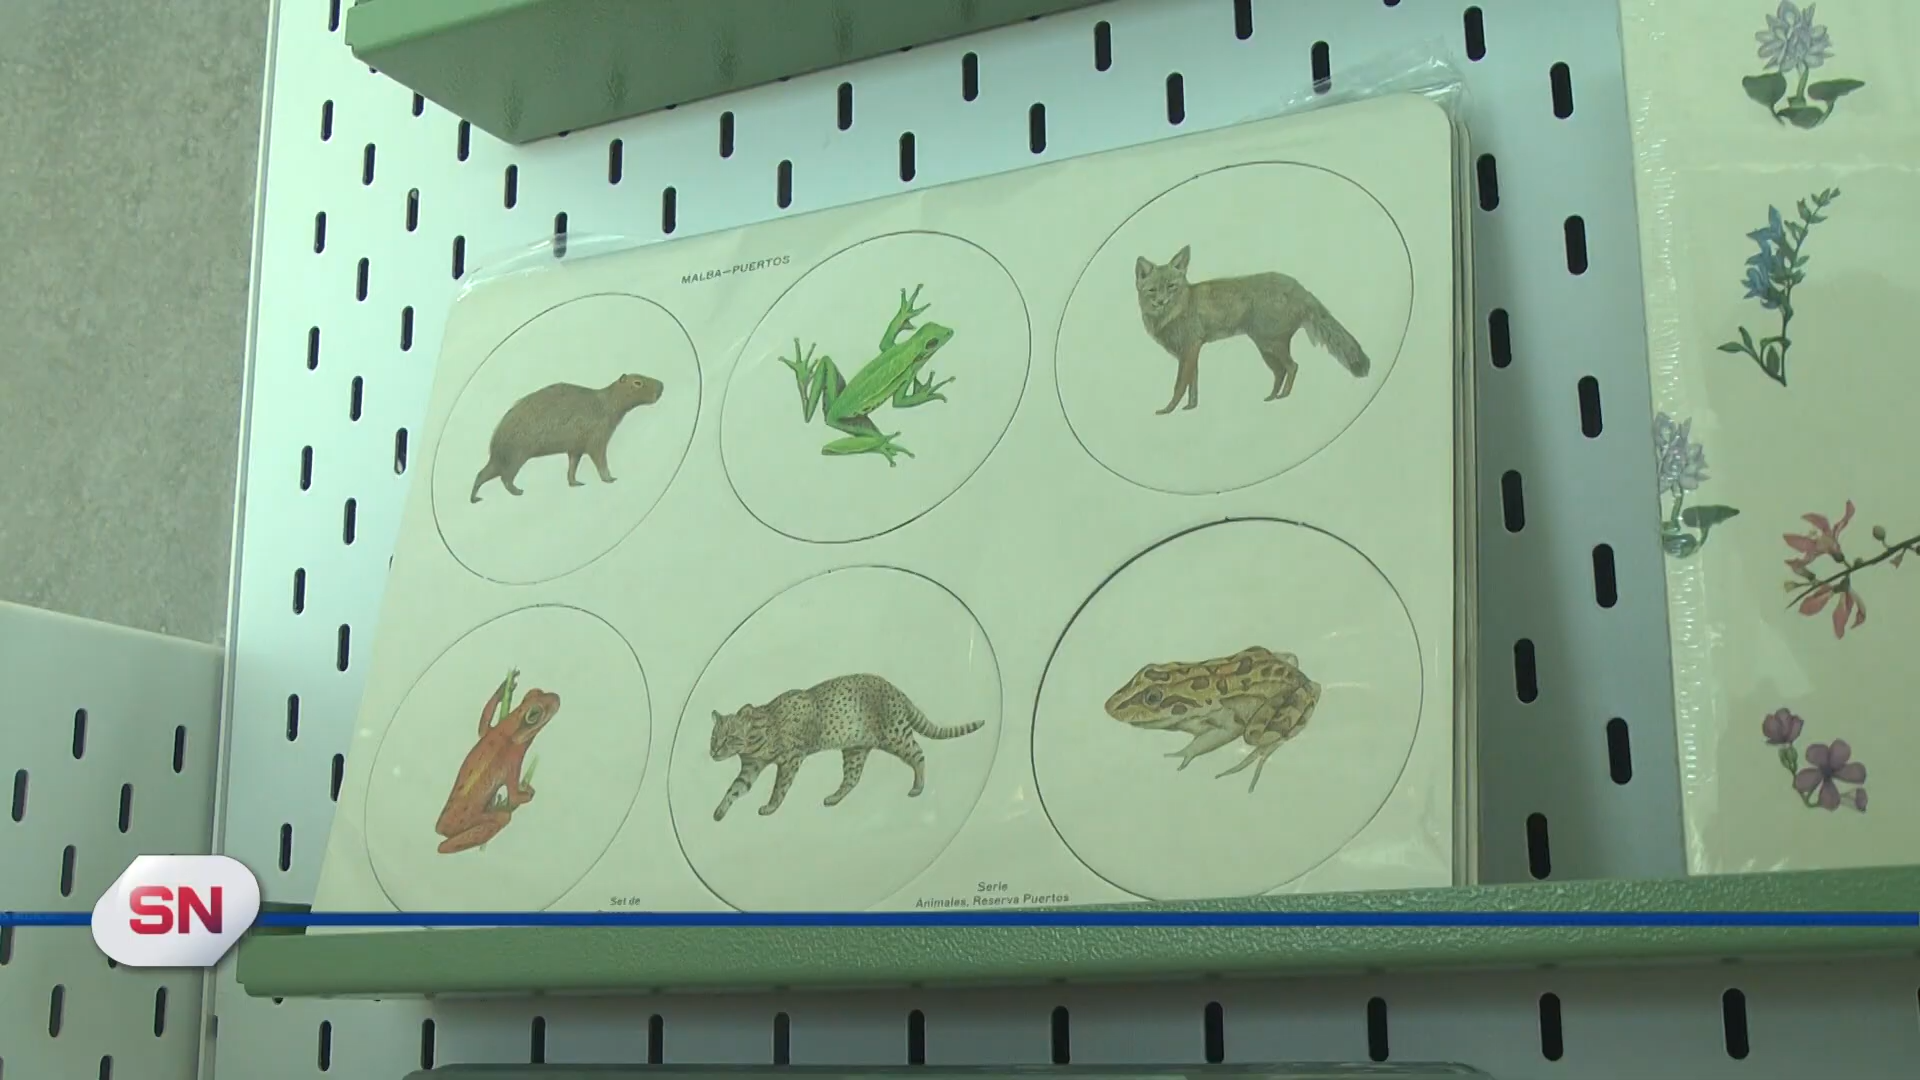 MALBA—PUERTOS
Set de
Serie
Animales, Reserva Puertos
SN